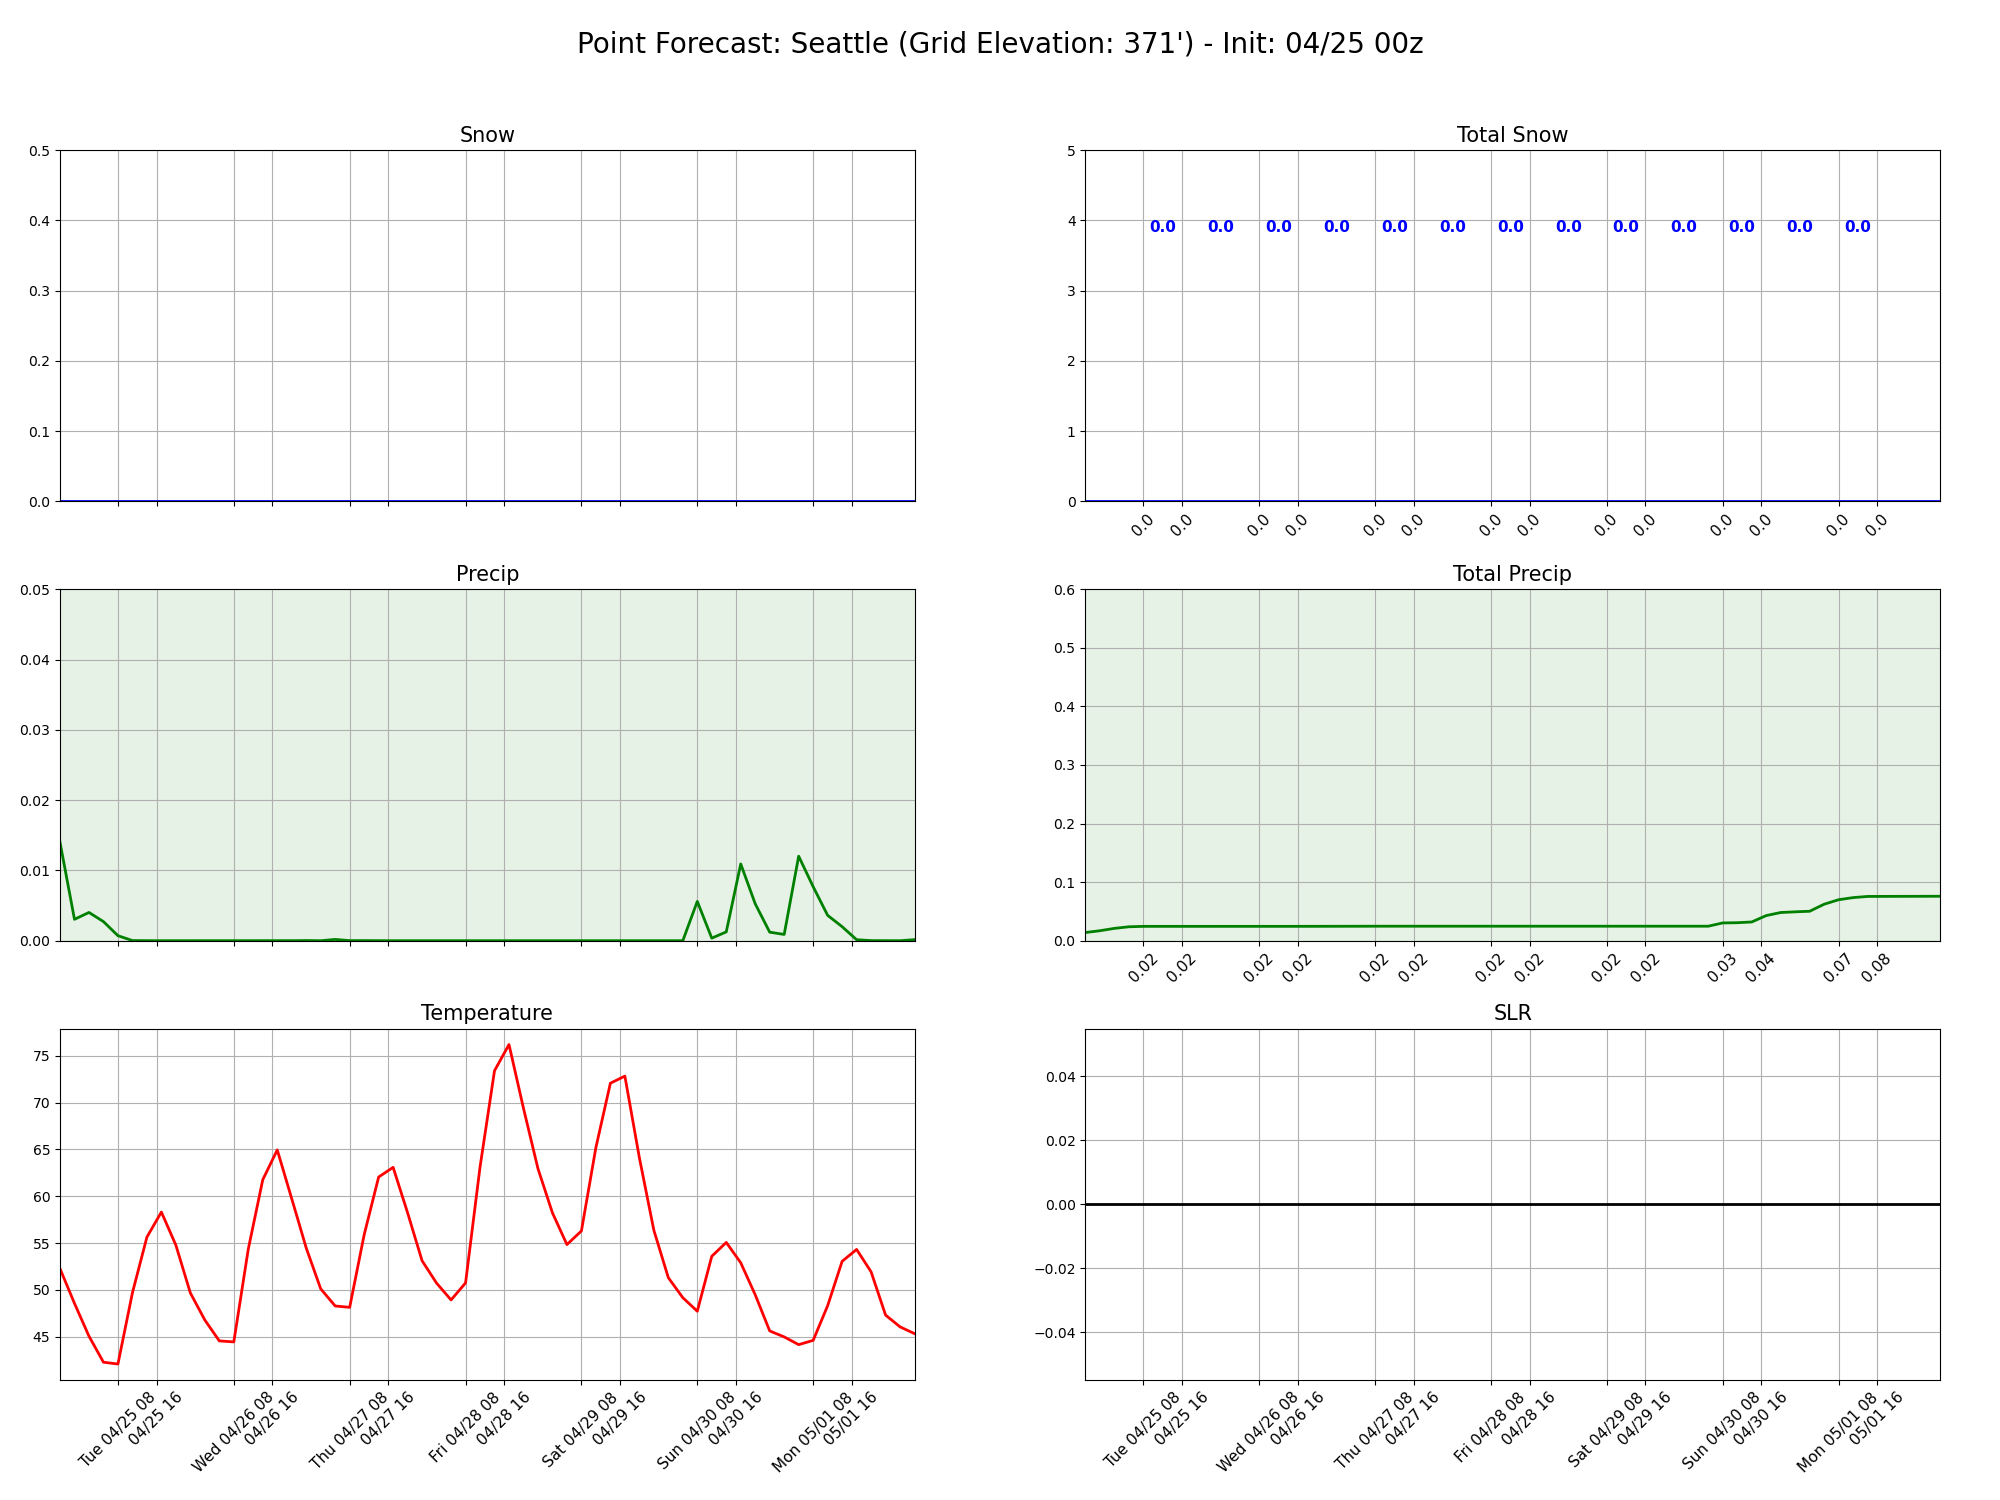 Point Forecast: Seattle (Grid Elevation: 371') - Init: 04/25 00z
Snow
0.5
0.4
0.3
0.2
0.1
0.0
Total Snow
5
4
3
2
1
0
0.0 0.0 0.0 0.0 0.0 0.0 0.0 0.0 0.0 0.0 0.0 0.0 0.0
0.0 0.0 0.0 0.0 0.0 0.0 0.0 0.0 0.0 0.0 0.0 0.0 0.0 0.0
Precip
0.05
0.04
0.03
0.02
0.01
0.00
Total Precip
0.6
0.5
0.4
0.3
0.2
0.1
0.0
0.02 0.02 0.02 0.02 0.02 0.02 0.02 0.02 0.02 0.02 0.03 0.04 0.07 0.08
Temperature
75
70
65
60
55
50
45
Tue 04/25 08
04/25 16
Wed 04/26 08
04/26 16
Thu 04/27 08
04/27 16
Fri 04/28 08
04/28 16
Sat 04/29 08
04/29 16
Sun 04/30 08
04/30 16
Mon 05/01 08
05/01 16
SLR
0.04
0.02
0.00
−0.02
−0.04
Tue 04/25 08
04/25 16
Wed 04/26 08
04/26 16
Thu 04/27 08
04/27 16
Fri 04/28 08
04/28 16
Sat 04/29 08
04/29 16
Sun 04/30 08
04/30 16
Mon 05/01 08
05/01 16